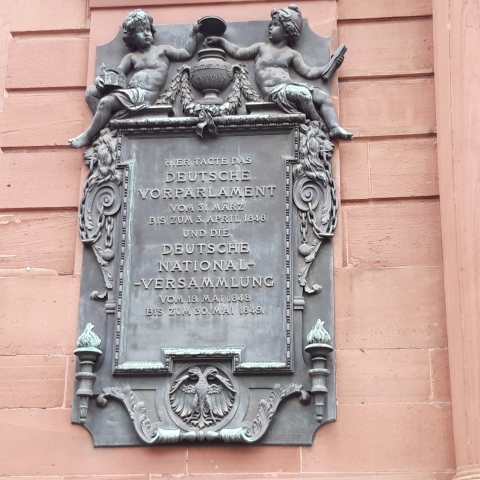 HIER TAGTE DAS
DEUTSCHE
VORPARLAMENT
VOM 31. MÄRZ
BIS ZUM 3. APRIL 1848
UND DIE
DEUTSCHE
NATIONAL-
-VERSAMMLUNG
VOM 18. MAI 1848
BIS ZUM 30. MAI 1849.